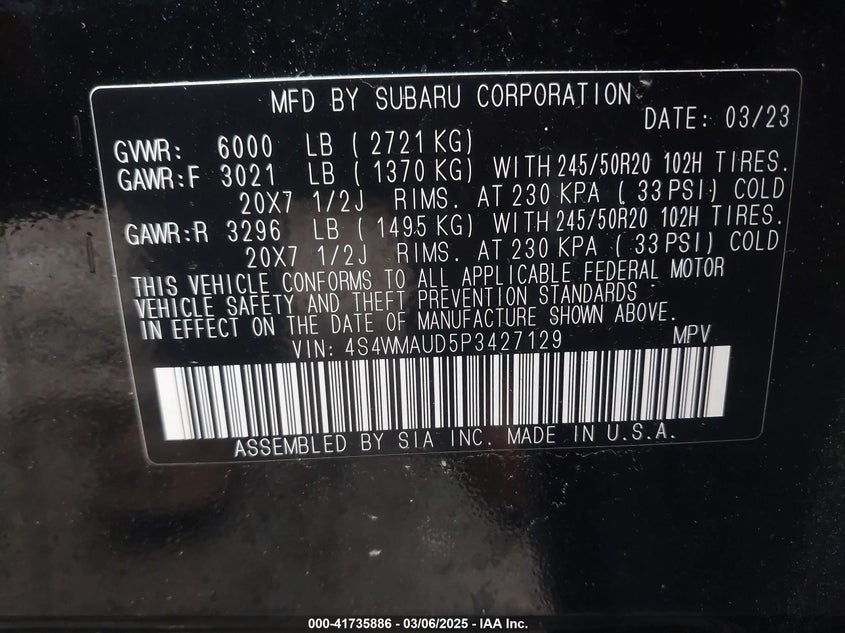 MFD BY SUBARU CORPORATION
DATE: 03/23
GVWR: 6000 LB ( 2721 KG)
GAWR:F 3021 LB ( 1370 KG) WITH 245/50R20 102H TIRES.
20X7 1/2J RIMS. AT 230 KPA ( 33 PSI) COLD
GAWR:R 3296 LB ( 1495 KG) WITH 245/50R20 102H TIRES.
20X7 1/2J RIMS. AT 230 KPA ( 33 PSI) COLD
THIS VEHICLE CONFORMS TO ALL APPLICABLE FEDERAL MOTOR
VEHICLE SAFETY AND THEFT PREVENTION STANDARDS
IN EFFECT ON THE DATE OF MANUFACTURE SHOWN ABOVE.
VIN: 4S4WMAUD5P3427129 MPV
ASSEMBLED BY SIA INC. MADE IN U.S.A.
000-41735886 - 03/06/2025 - IAA Inc.